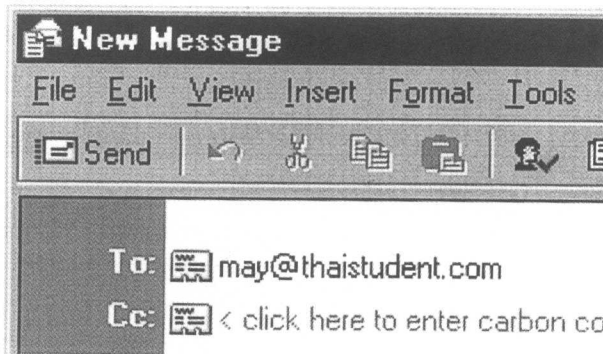 New Message
File Edit View Insert Format Tools
Send
To: may@thaistudent.com
Cc: < click here to enter carbon co